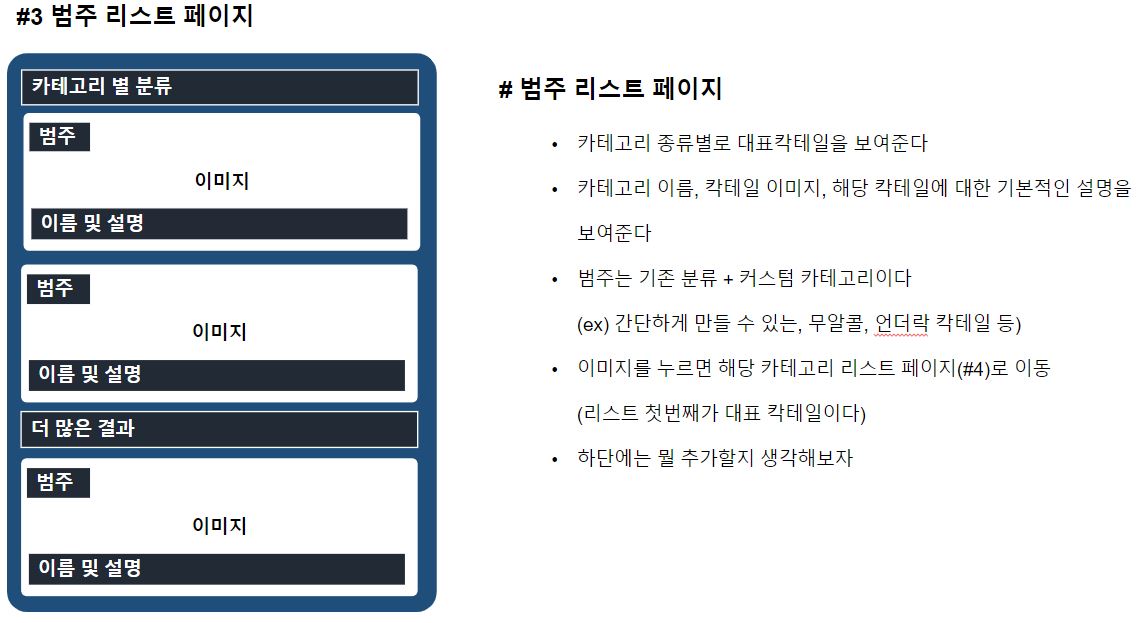 #3 범주 리스트 페이지
카테고리 별 분류
범주
이미지
이름 및 설명
범주
이미지
이름 및 설명
더 많은 결과
범주
이미지
이름 및 설명
# 범주 리스트 페이지
• 카테고리 종류별로 대표칵테일을 보여준다
• 카테고리 이름, 칵테일 이미지, 해당 칵테일에 대한 기본적인 설명을
보여준다
• 범주는 기존 분류 + 커스텀 카테고리이다
(ex) 간단하게 만들 수 있는, 무알콜, 언더락 칵테일 등)
• 이미지를 누르면 해당 카테고리 리스트 페이지(#4)로 이동
(리스트 첫번째가 대표 칵테일이다)
• 하단에는 뭘 추가할지 생각해보자